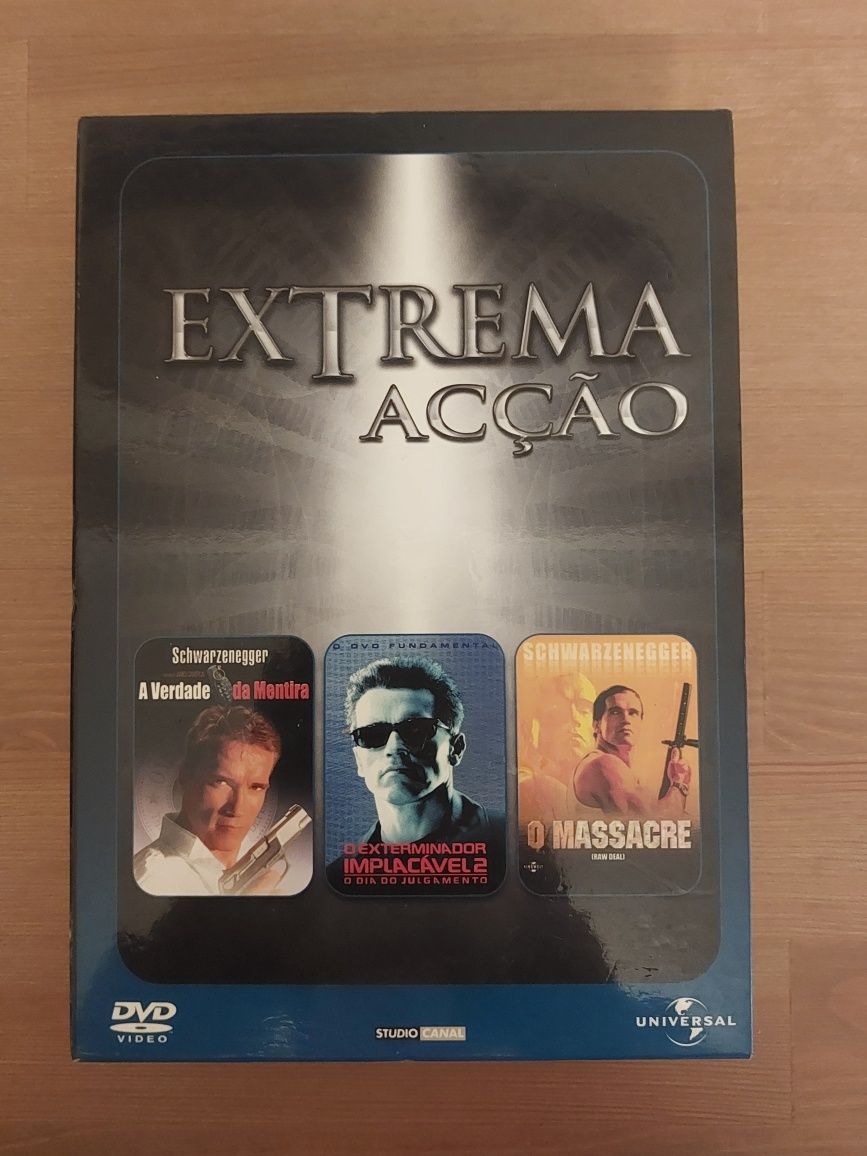 EXTREMA
ACÇÃO
Schwarzenegger
A Verdade da Mentira
O DVD FUNDAMENTAL
O EXTERMINADOR
IMPLACÁVEL 2
O DIA DO JULGAMENTO
SCHWARZENEGGER
O MASSACRE
(RAW DEAL)
DVD
VIDEO
STUDIO CANAL
UNIVERSAL